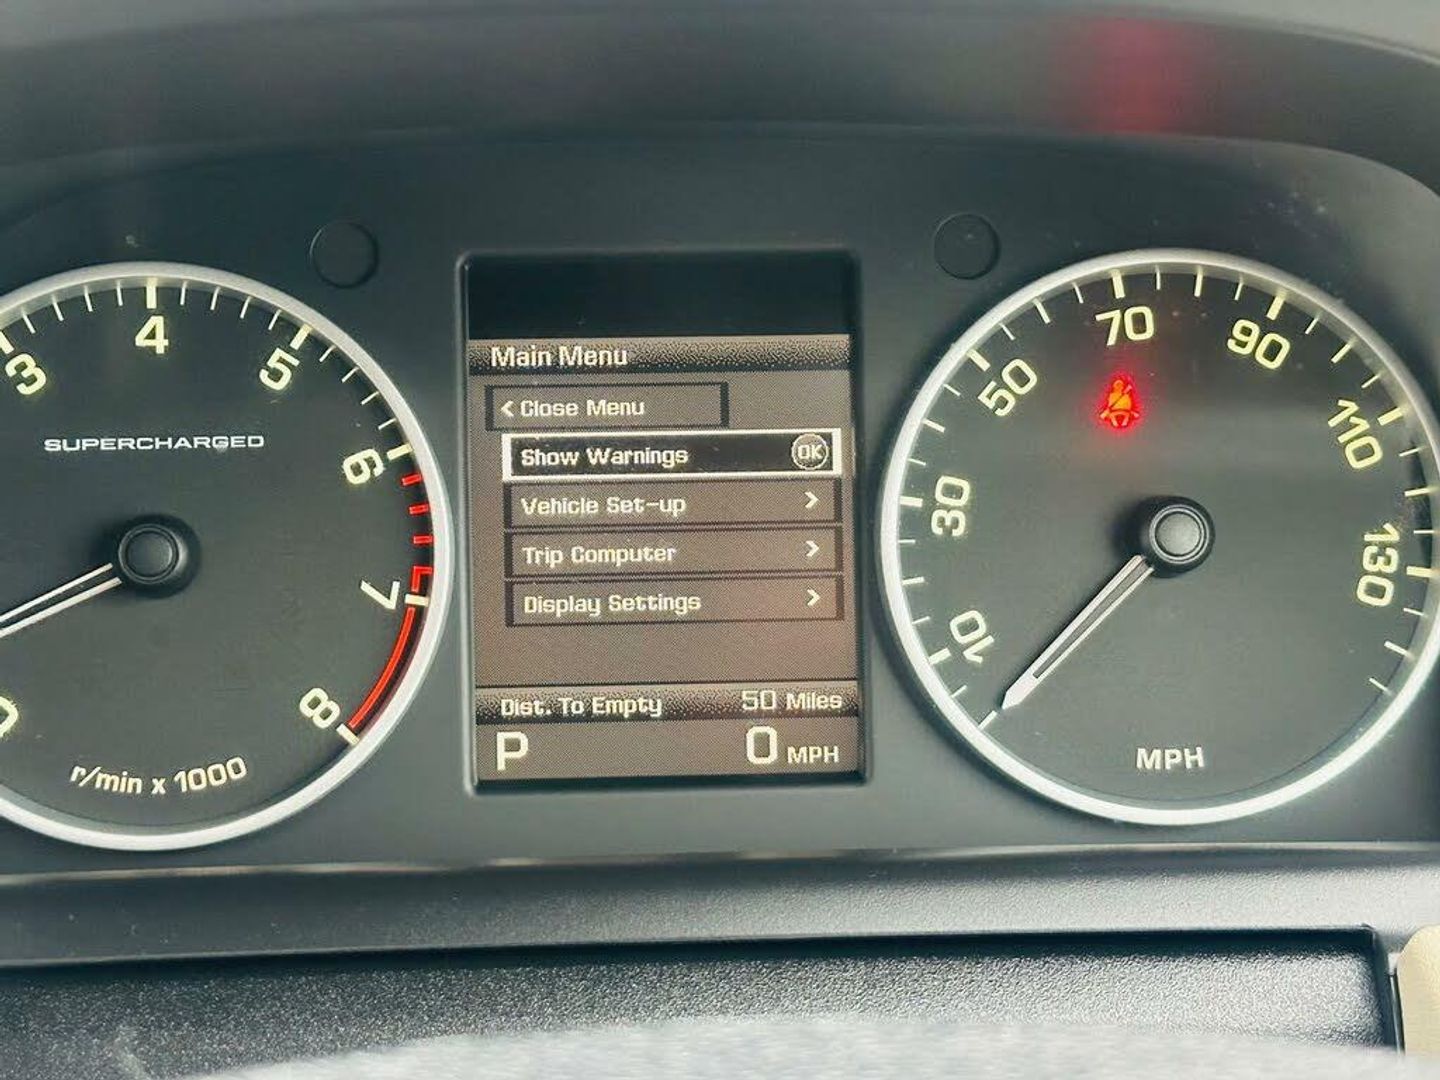 3
4
5
6
7
8
0
SUPERCHARGED
r/min x 1000
Main Menu
< Close Menu
Show Warnings OK
Vehicle Set-up >
Trip Computer >
Display Settings >
Dist. To Empty 50 Miles
P 0 MPH
10
30
50
70
90
110
130
MPH